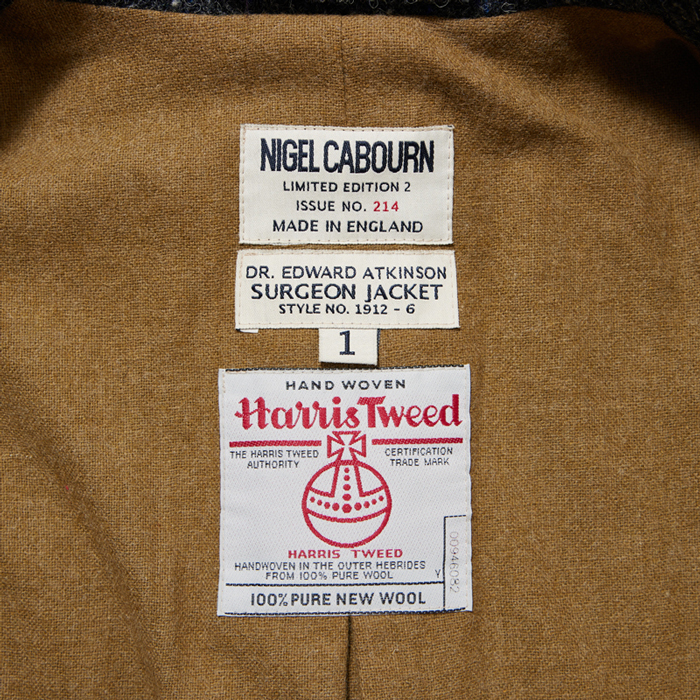 NIGEL CABOURN
LIMITED EDITION 2
ISSUE NO. 214
MADE IN ENGLAND
DR. EDWARD ATKINSON
SURGEON JACKET
STYLE NO. 1912 - 6
1
HAND WOVEN
Harris Tweed
THE HARRIS TWEED AUTHORITY
CERTIFICATION TRADE MARK
HARRIS TWEED
HANDWOVEN IN THE OUTER HEBRIDES
FROM 100% PURE WOOL
Y
00946082
100% PURE NEW WOOL